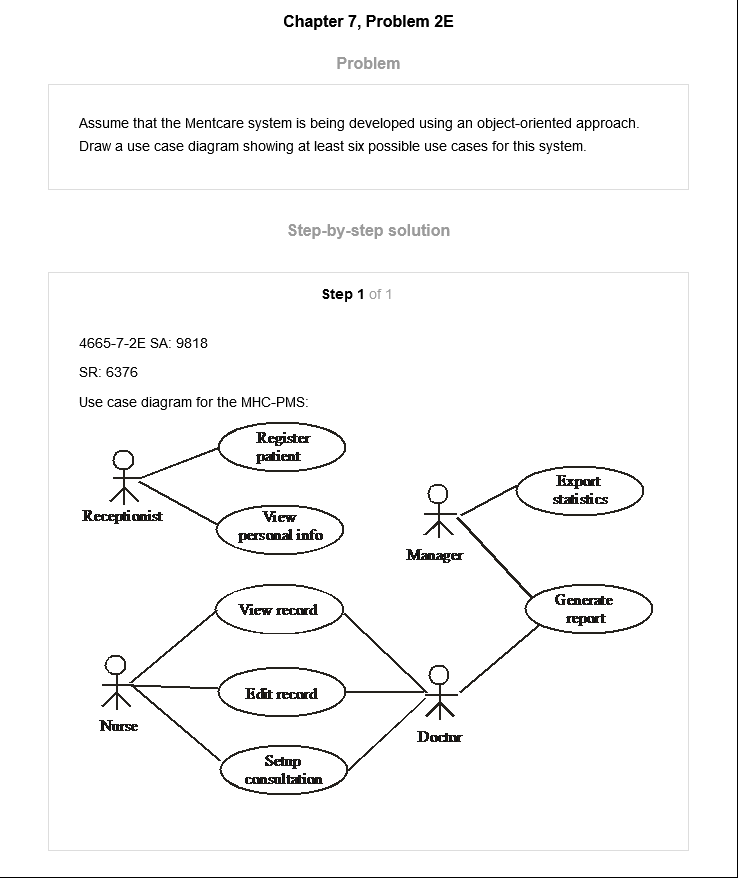 Chapter 7, Problem 2E
Problem
Assume that the Mentcare system is being developed using an object-oriented approach.
Draw a use case diagram showing at least six possible use cases for this system.
Step-by-step solution
Step 1 of 1
4665-7-2E SA: 9818
SR: 6376
Use case diagram for the MHC-PMS:
Register
patient
Receptionist
View
personal info
Export
statistics
Manager
Generate
report
View record
Edit record
Nurse
Setup
consultation
Doctor